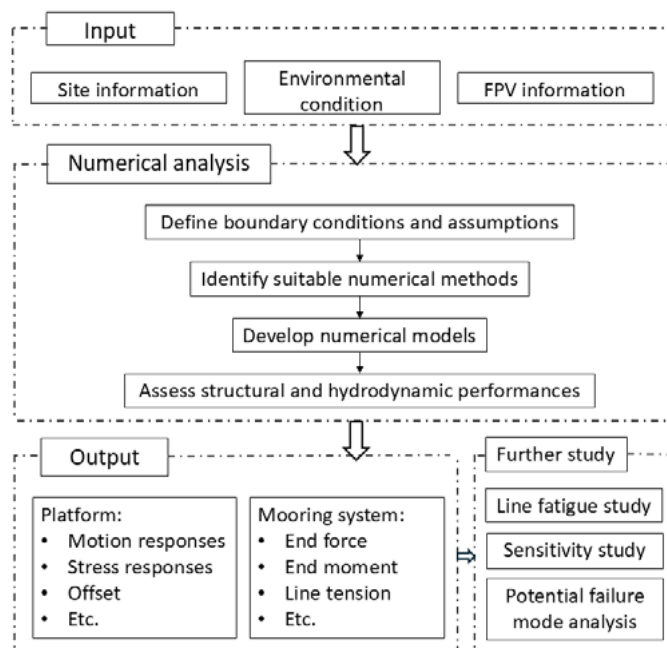 Input
Site information
Environmental
condition
FPV information
Numerical analysis
Define boundary conditions and assumptions
Identify suitable numerical methods
Develop numerical models
Assess structural and hydrodynamic performances
Output
Platform:
• Motion responses
• Stress responses
• Offset
• Etc.
Mooring system:
• End force
• End moment
• Line tension
• Etc.
Further study
Line fatigue study
Sensitivity study
Potential failure
mode analysis